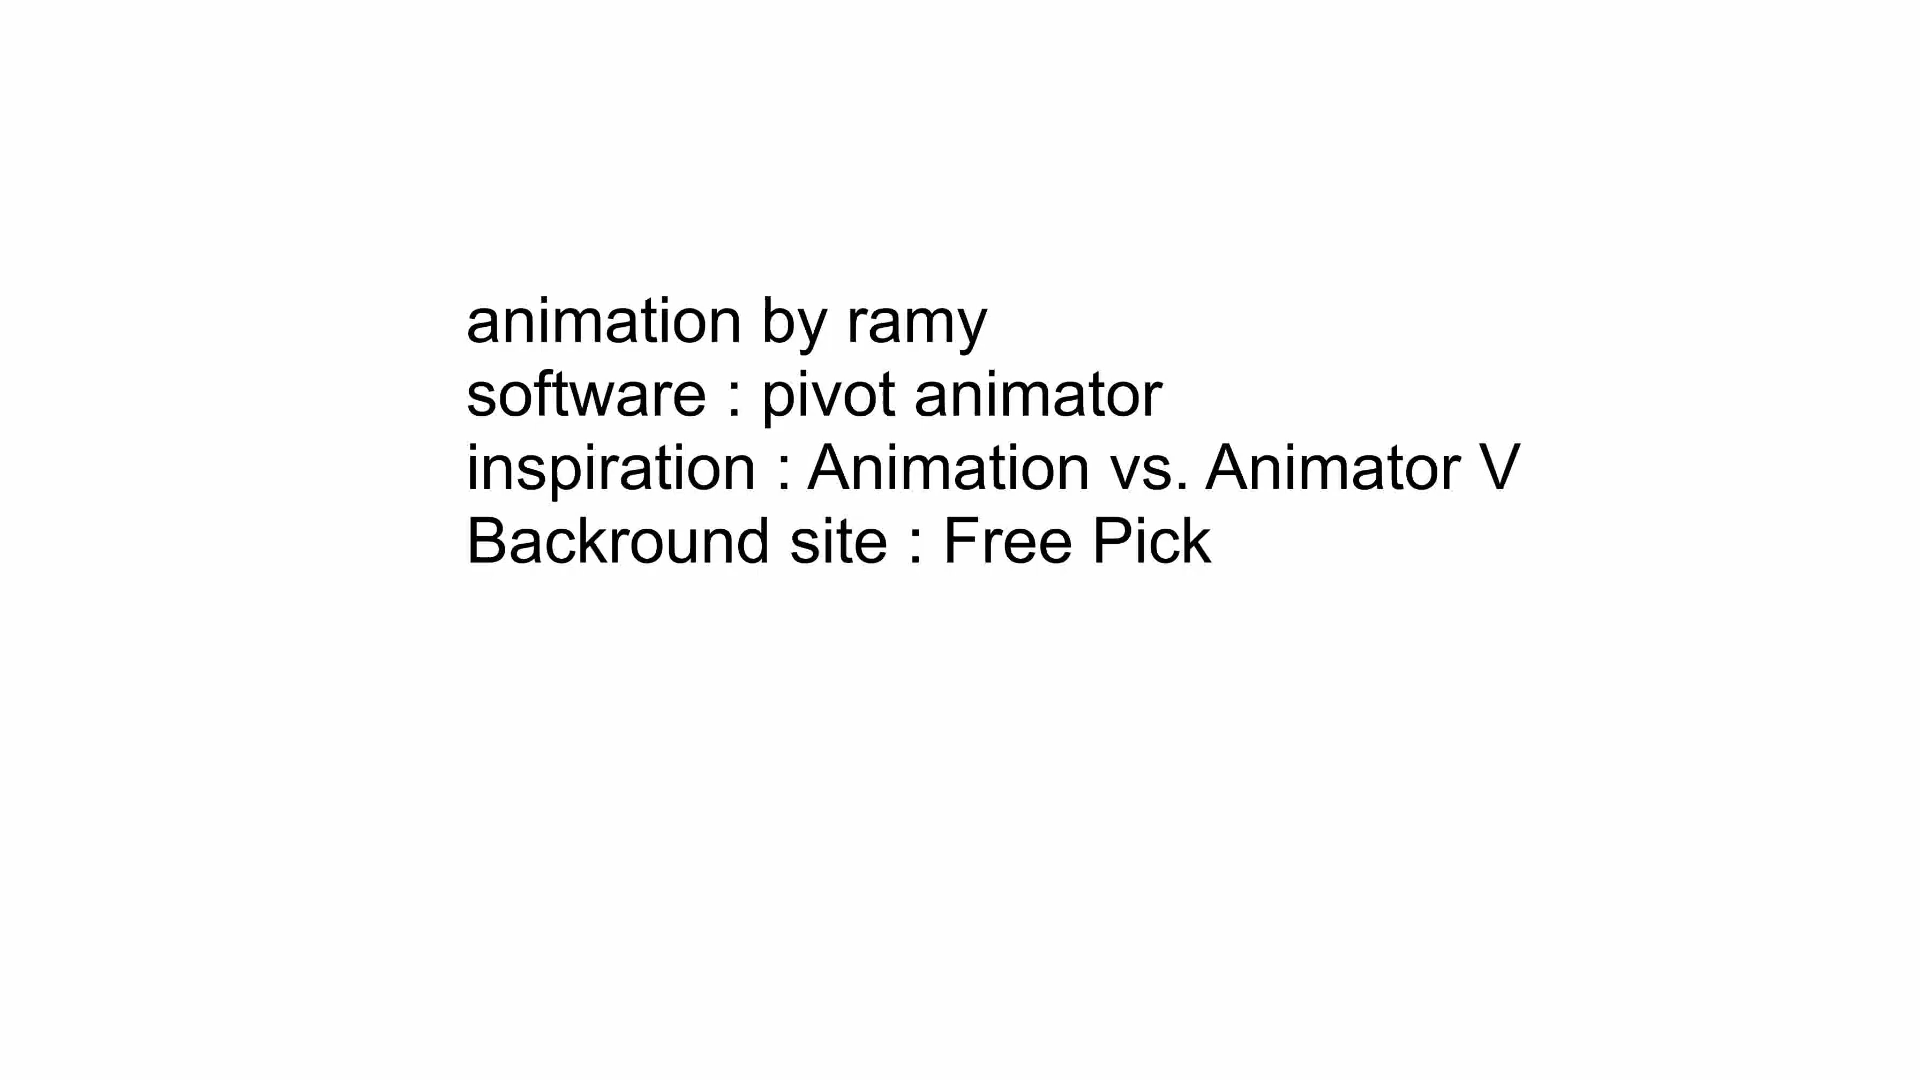 animation by ramy
software : pivot animator
inspiration : Animation vs. Animator V
Backround site : Free Pick